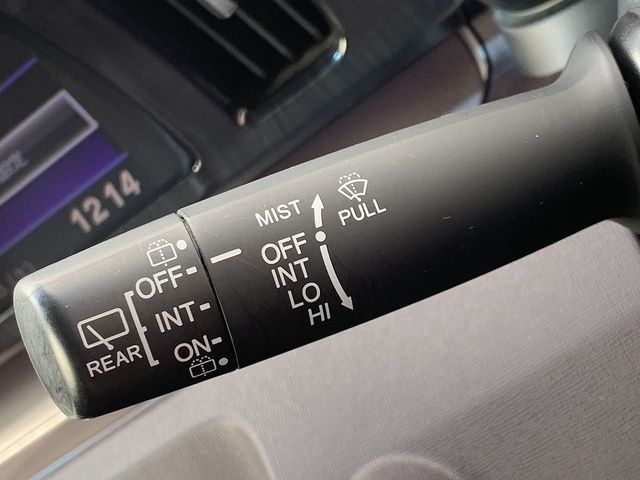 1214
MIST
PULL
OFF
INT
LO
HI
OFF
INT
ON
REAR